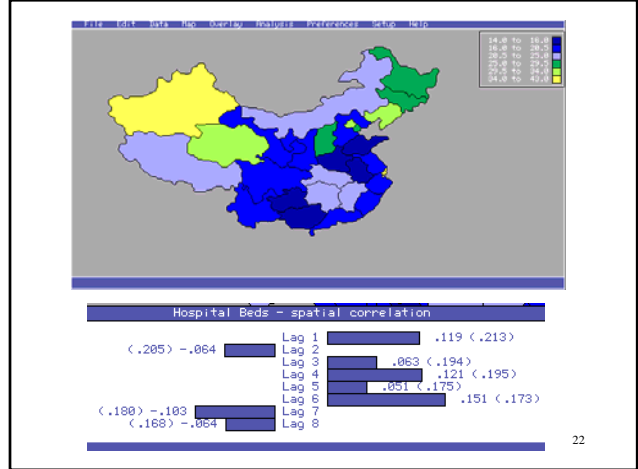 File Edit Data Map Overlay Analysis Preferences Setup Help
14.0 to 16.0
16.0 to 20.5
20.5 to 25.0
25.0 to 29.5
29.5 to 34.0
34.0 to 43.0
Hospital Beds - spatial correlation
Lag 1 .119 (.213)
(.205) -.064 Lag 2
Lag 3 .063 (.194)
Lag 4 .121 (.195)
Lag 5 .051 (.175)
Lag 6 .151 (.173)
(.180) -.103 Lag 7
(.168) -.064 Lag 8
22